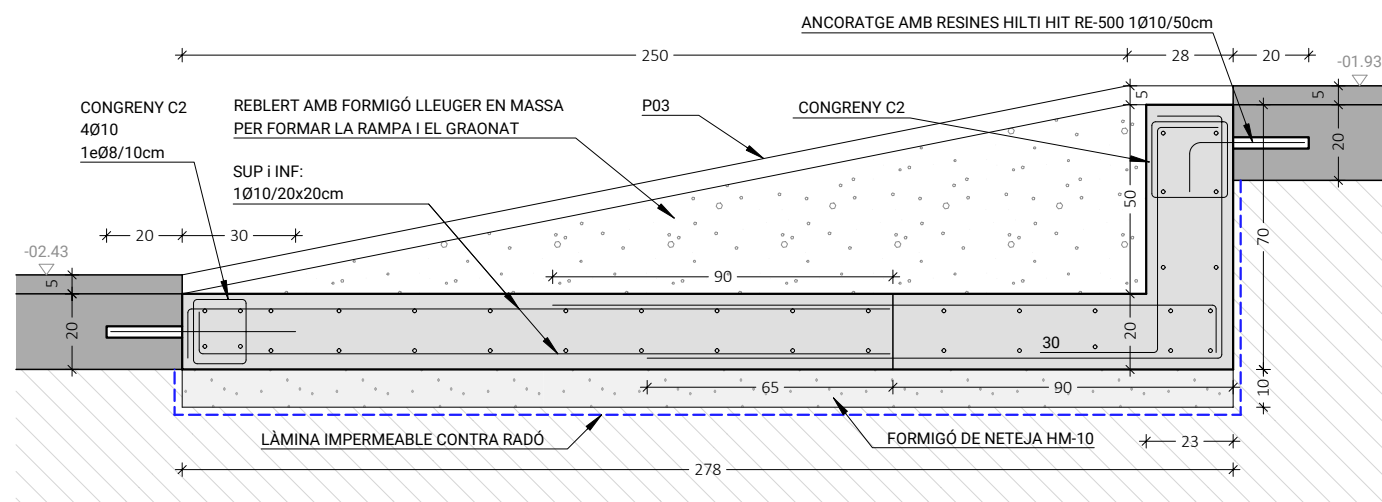 ANCORATGE AMB RESINES HILTI HIT RE-500 1Ø10/50cm
250
28
20
-01.93
CONGRENY C2
4Ø10
1eØ8/10cm
REBLERT AMB FORMIGÓ LLEUGER EN MASSA
PER FORMAR LA RAMPA I EL GRAONAT
P03
CONGRENY C2
5
5
20
SUP i INF:
1Ø10/20x20cm
50
70
20
30
-02.43
5
90
20
20
30
65
90
10
LÀMINA IMPERMEABLE CONTRA RADÓ
FORMIGÓ DE NETEJA HM-10
23
278